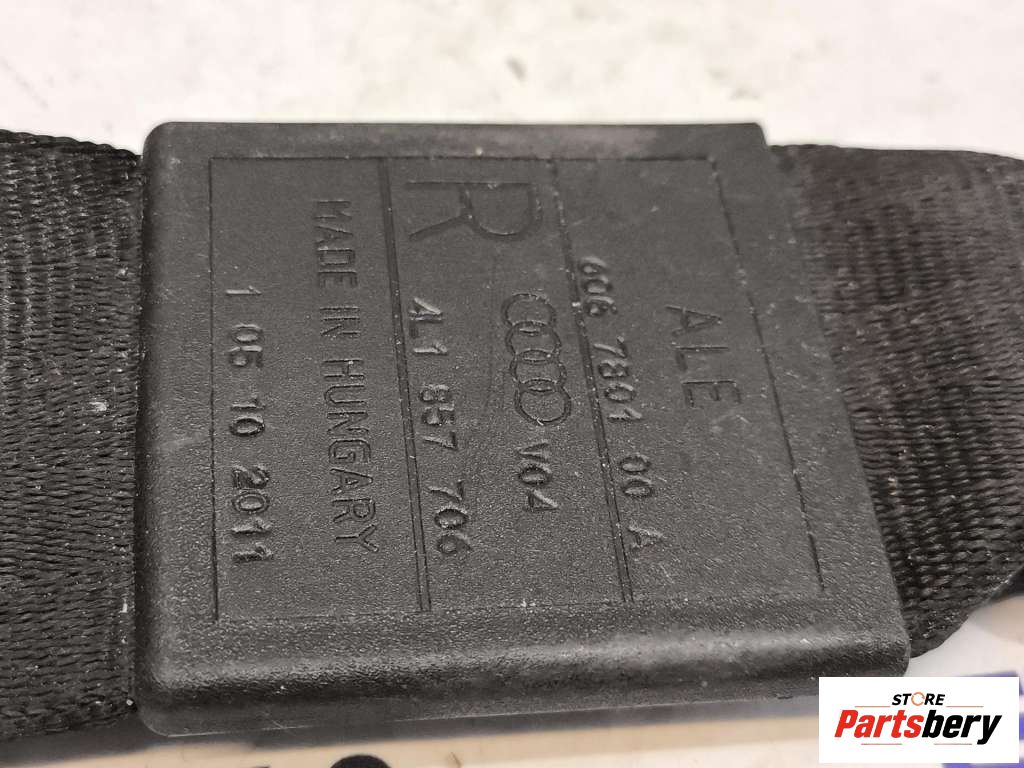 ALE
606 7801 00 A
R
V04
4L1 857 706
MADE IN HUNGARY
1 05 10 2011
STORE
Partsbery